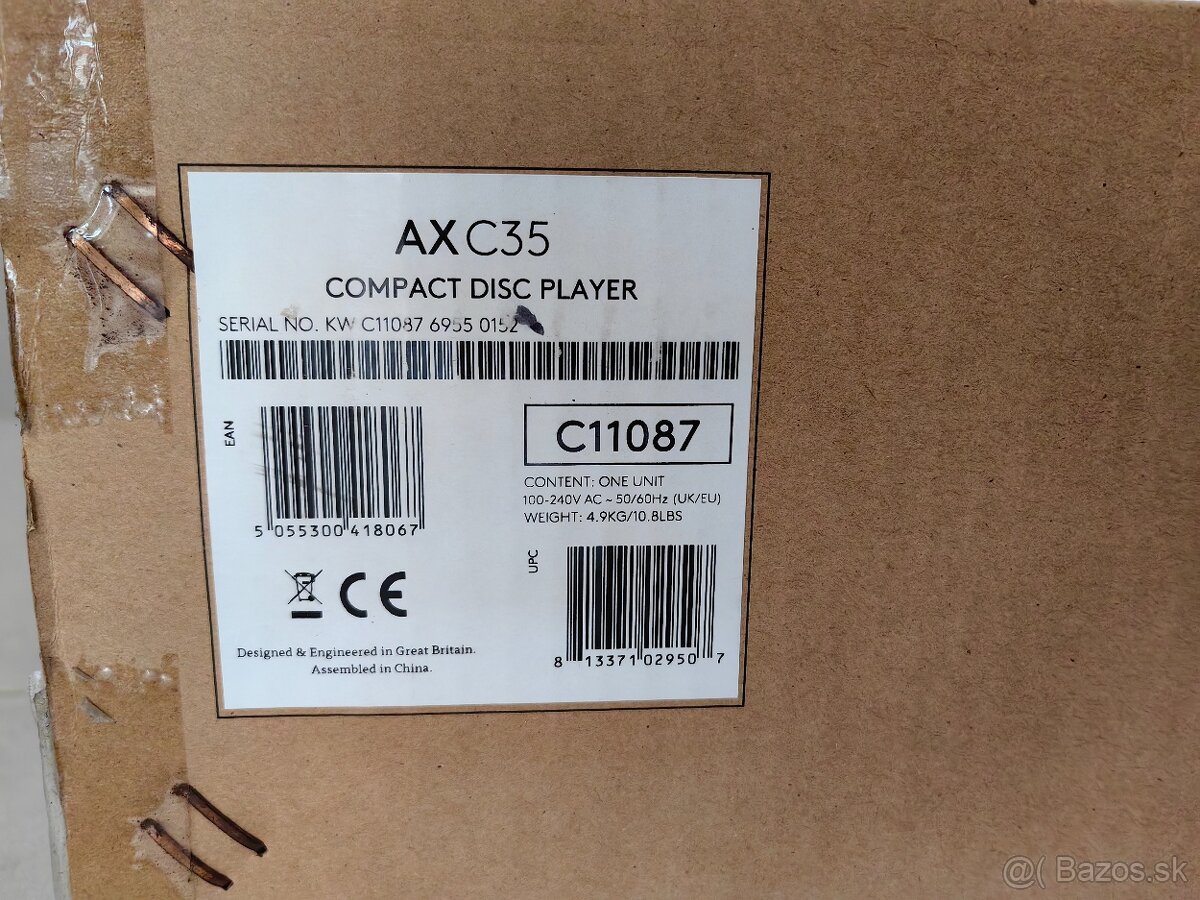 AX C35
COMPACT DISC PLAYER
SERIAL NO. KW C11087 6955 0152
EAN
5 055300 418067
C11087
CONTENT: ONE UNIT
100-240V AC ~ 50/60Hz (UK/EU)
WEIGHT: 4.9KG/10.8LBS
UPC
8 13371 02950 7
CE
Designed & Engineered in Great Britain.
Assembled in China.
@( Bazos.sk